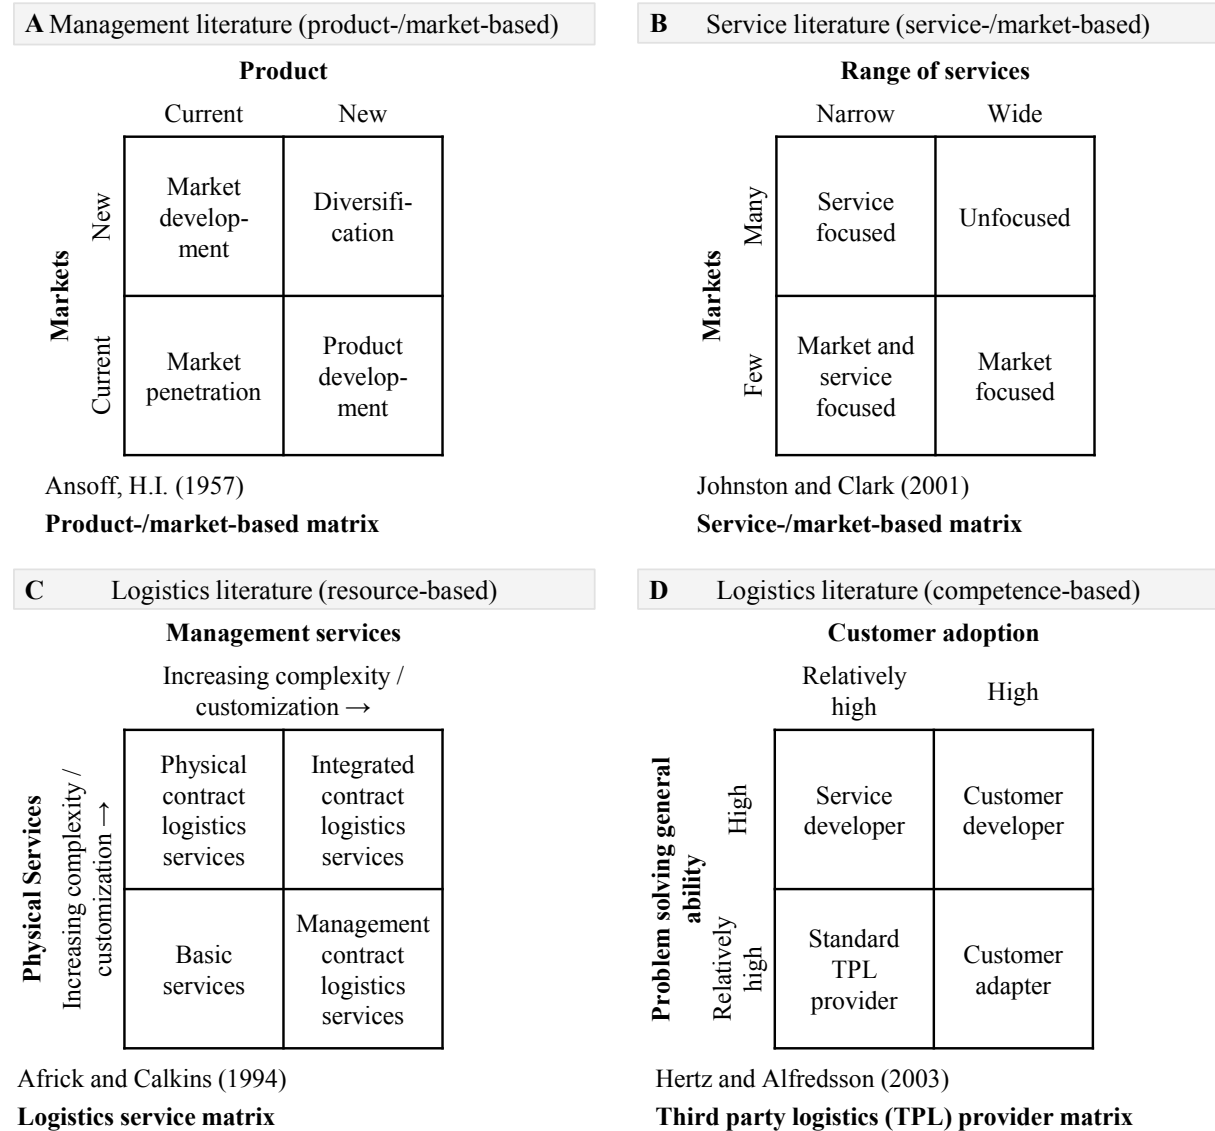 A Management literature (product-/market-based)
Product
Current New
Markets
New
Current
Market
develop-
ment
Diversifi-
cation
Market
penetration
Product
develop-
ment
Ansoff, H.I. (1957)
Product-/market-based matrix
B Service literature (service-/market-based)
Range of services
Narrow Wide
Markets
Many
Few
Service
focused
Unfocused
Market and
service
focused
Market
focused
Johnston and Clark (2001)
Service-/market-based matrix
C Logistics literature (resource-based)
Management services
Increasing complexity /
customization →
Physical Services
Increasing complexity /
customization →
Physical
contract
logistics
services
Integrated
contract
logistics
services
Basic
services
Management
contract
logistics
services
Africk and Calkins (1994)
Logistics service matrix
D Logistics literature (competence-based)
Customer adoption
Relatively
high
High
Problem solving general
ability
High
Relatively
high
Service
developer
Customer
developer
Standard
TPL
provider
Customer
adapter
Hertz and Alfredsson (2003)
Third party logistics (TPL) provider matrix